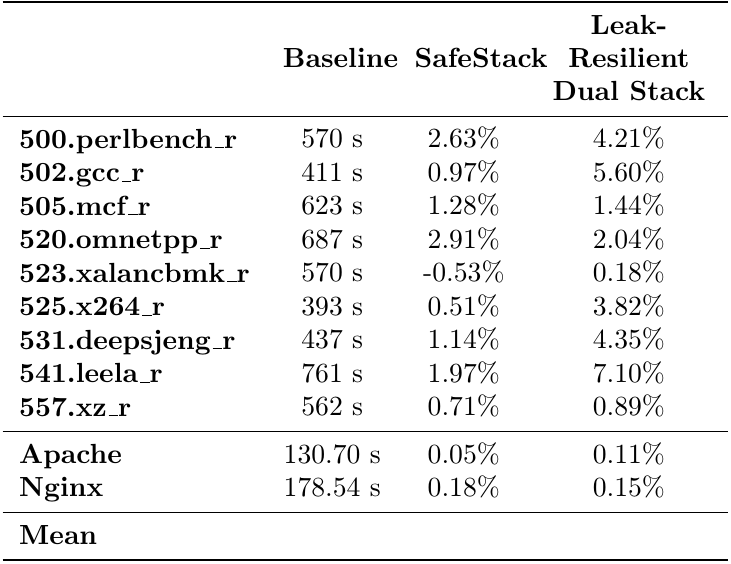 Baseline SafeStack Leak-
Resilient
Dual Stack
500.perlbench_r 570 s 2.63% 4.21%
502.gcc_r 411 s 0.97% 5.60%
505.mcf_r 623 s 1.28% 1.44%
520.omnetpp_r 687 s 2.91% 2.04%
523.xalancbmk_r 570 s -0.53% 0.18%
525.x264_r 393 s 0.51% 3.82%
531.deepsjeng_r 437 s 1.14% 4.35%
541.leela_r 761 s 1.97% 7.10%
557.xz_r 562 s 0.71% 0.89%
Apache 130.70 s 0.05% 0.11%
Nginx 178.54 s 0.18% 0.15%
Mean